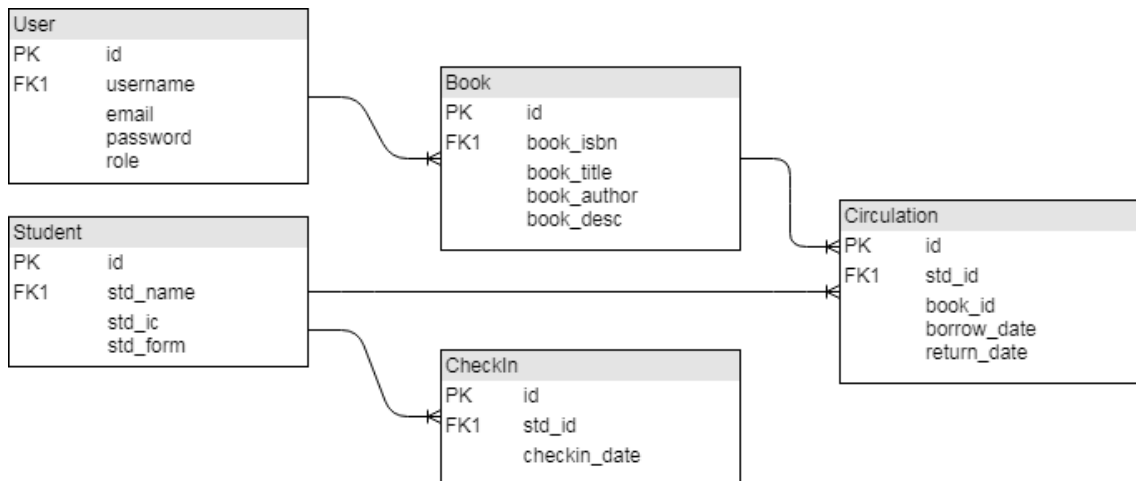 User
PK id
FK1 username
email
password
role
Book
PK id
FK1 book_isbn
book_title
book_author
book_desc
Student
PK id
FK1 std_name
std_ic
std_form
Circulation
PK id
FK1 std_id
book_id
borrow_date
return_date
CheckIn
PK id
FK1 std_id
checkin_date